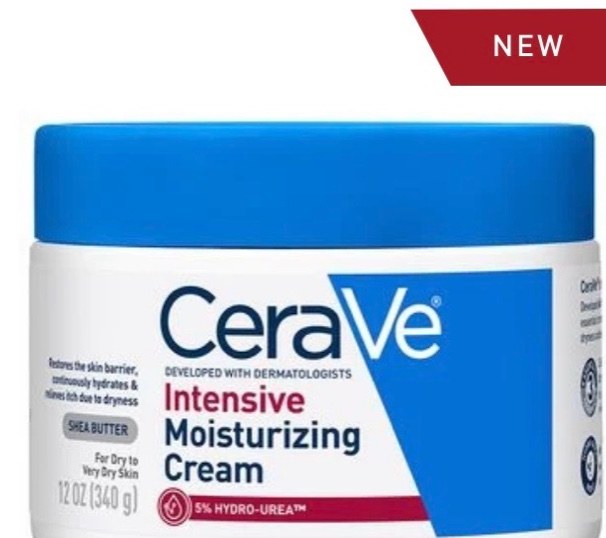 NEW
CeraVe®
DEVELOPED WITH DERMATOLOGISTS
Intensive
Moisturizing
Cream
5% HYDRO-UREA™
Restores the skin barrier,
continuously hydrates &
relieves itch due to dryness
SHEA BUTTER
For Dry to
Very Dry Skin
12 OZ (340 g)